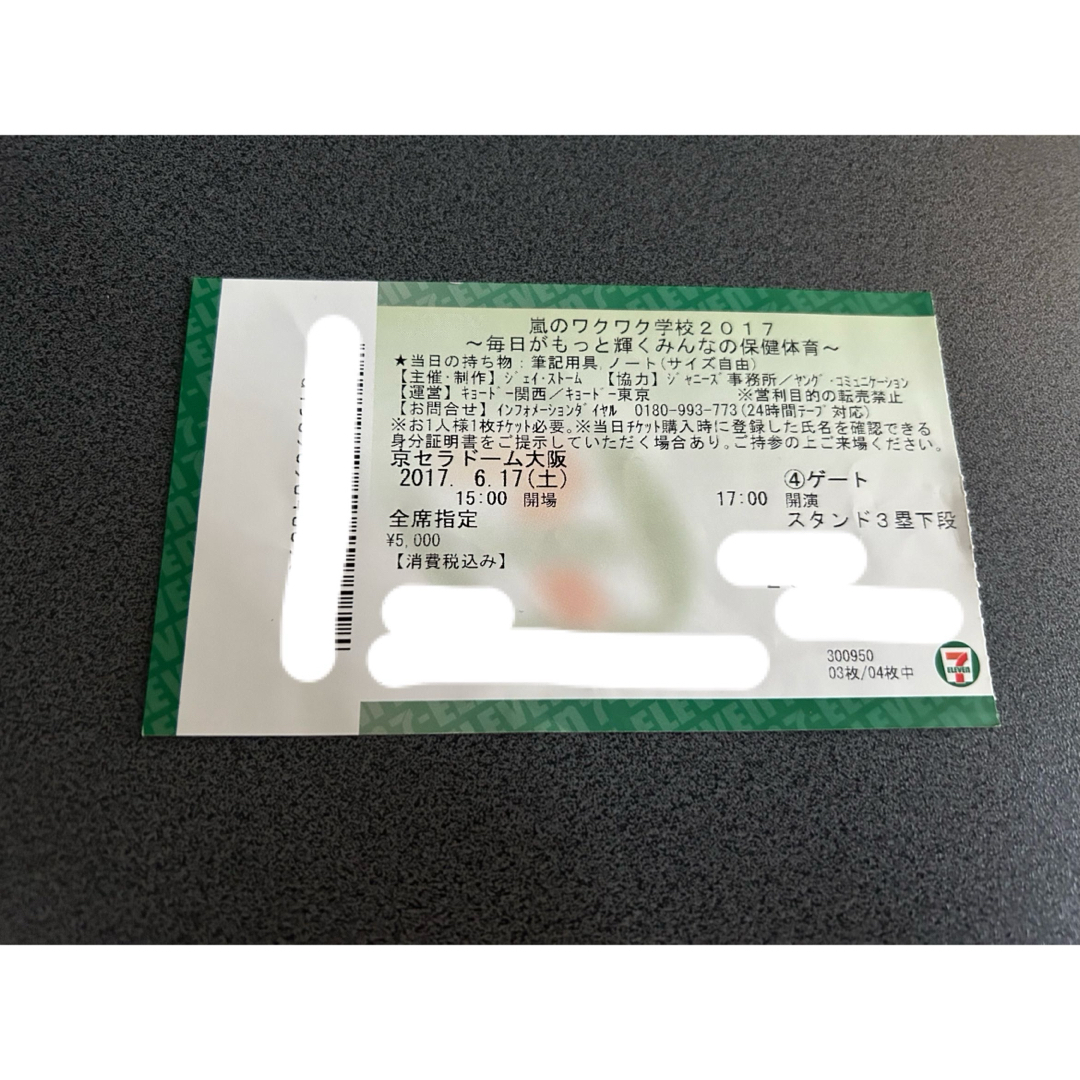 嵐のワクワク学校2017
～毎日がもっと輝くみんなの保健体育～
★当日の持ち物:筆記用具,ノート(サイズ自由)
【主催・制作】ｼﾞｪｲ･ｽﾄｰﾑ 【協力】ｼﾞｬﾆｰｽﾞ事務所/ﾔﾝｸﾞ･ｺﾐｭﾆｹｰｼｮﾝ
【運営】ｷｮｰﾄﾞｰ関西/ｷｮｰﾄﾞｰ東京 ※営利目的の転売禁止
【お問合せ】ｲﾝﾌｫﾒｰｼｮﾝﾀﾞｲﾔﾙ 0180-993-773(24時間ﾃｰﾌﾟ対応)
※お1人様1枚ﾁｹｯﾄ必要。※当日ﾁｹｯﾄ購入時に登録した氏名を確認できる
身分証明書をご提示していただく場合あり。ご持参の上ご来場ください。
京セラドーム大阪
2017. 6.17(土) ④ゲート
15:00 開場 17:00 開演
全席指定 スタンド3塁下段
¥5,000
【消費税込み】
300950
03枚/04枚中
7 ELEVEN